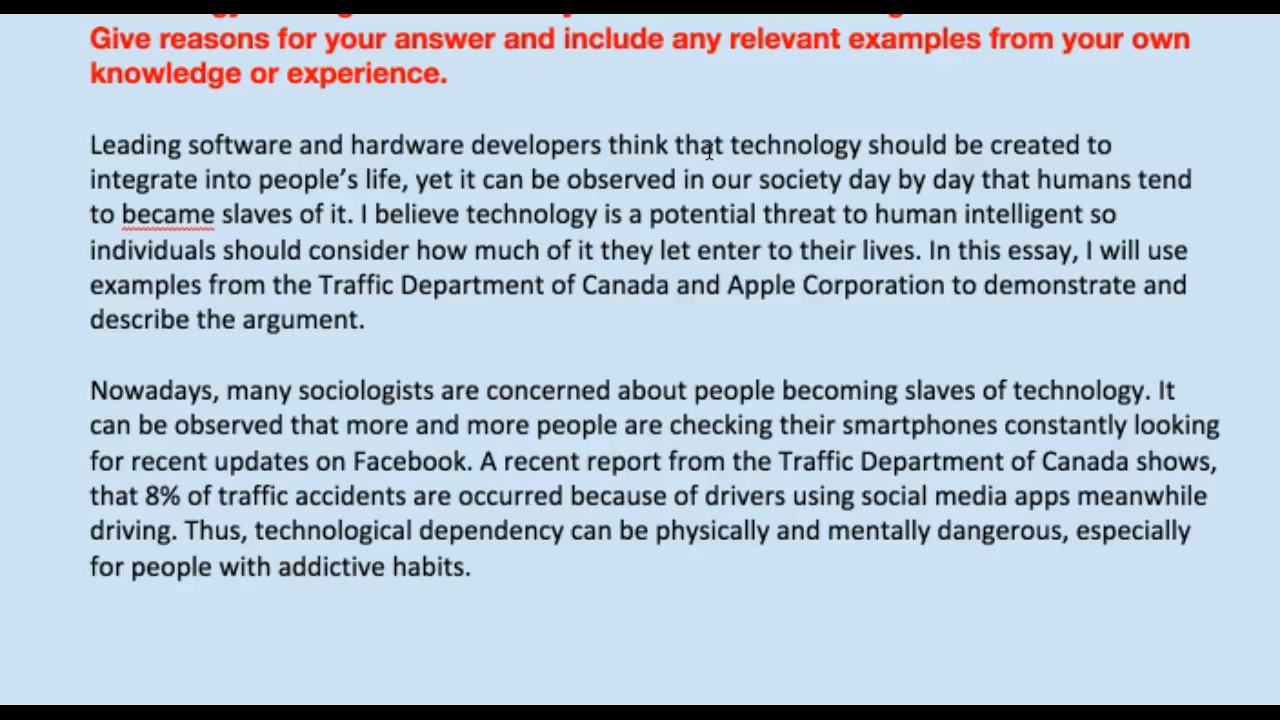 Give reasons for your answer and include any relevant examples from your own
knowledge or experience.
Leading software and hardware developers think that technology should be created to
integrate into people's life, yet it can be observed in our society day by day that humans tend
to became slaves of it. I believe technology is a potential threat to human intelligent so
individuals should consider how much of it they let enter to their lives. In this essay, I will use
examples from the Traffic Department of Canada and Apple Corporation to demonstrate and
describe the argument.
Nowadays, many sociologists are concerned about people becoming slaves of technology. It
can be observed that more and more people are checking their smartphones constantly looking
for recent updates on Facebook. A recent report from the Traffic Department of Canada shows,
that 8% of traffic accidents are occurred because of drivers using social media apps meanwhile
driving. Thus, technological dependency can be physically and mentally dangerous, especially
for people with addictive habits.